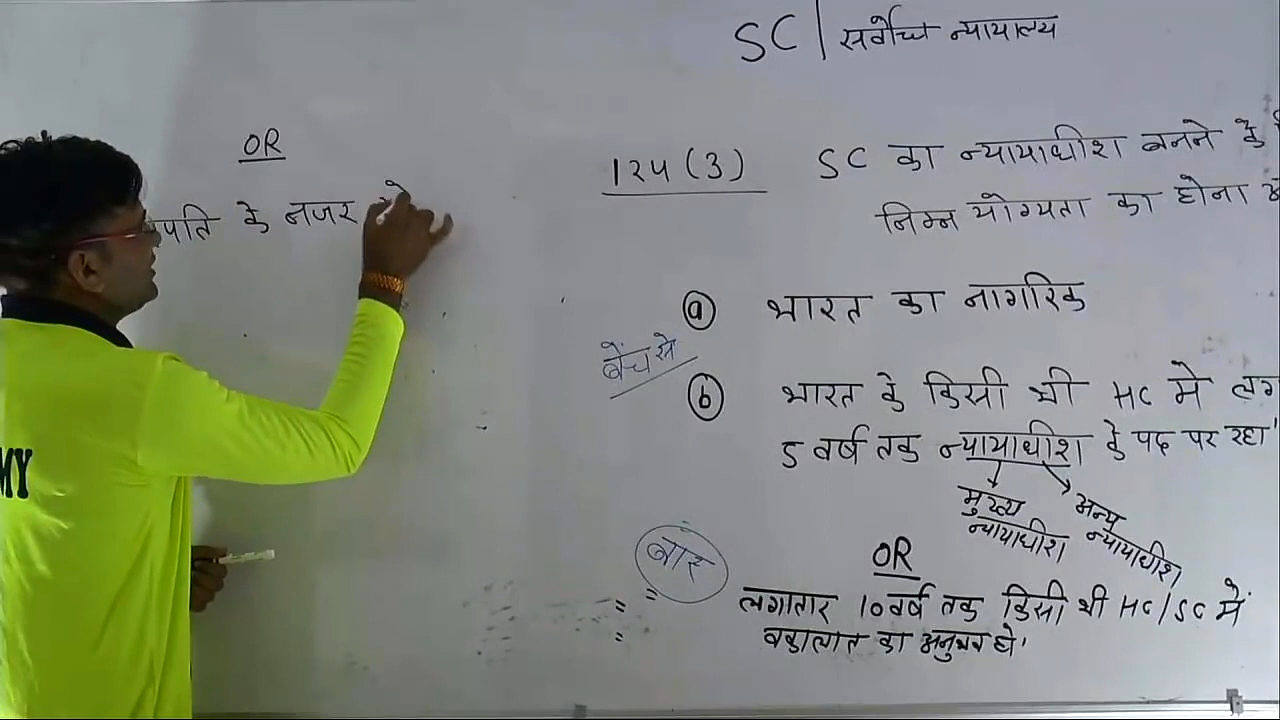 SC | सर्वोच्च न्यायालय
OR
पति के नजर
124(3) SC का न्यायाधीश बनने के
निम्न योग्यता का होना
(a) भारत का नागरिक
बेंच से
(b) भारत के किसी भी HC मे लग
5 वर्ष तक न्यायाधीश के पद पर रहा
मुख्य न्यायाधीश
अन्य न्यायाधीश
OR
बार
लगातार 10 वर्ष तक किसी भी HC/SC में
वकालात का अनुभव हो
MY